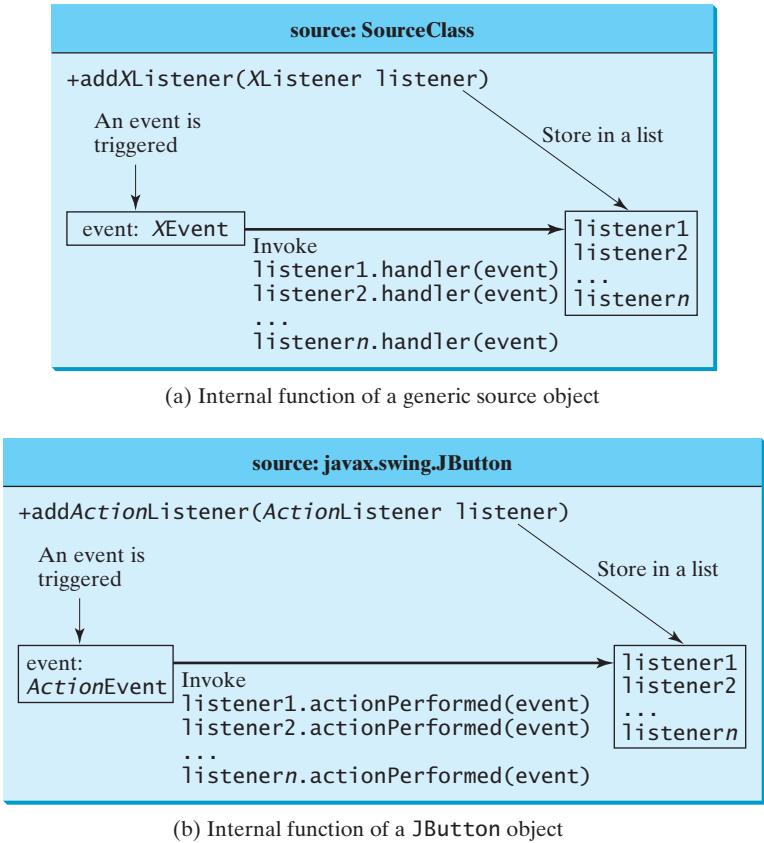 source: SourceClass
+addXListener(XListener listener)
An event is
triggered
Store in a list
event: XEvent
Invoke
listener1.handler(event)
listener2.handler(event)
...
listenern.handler(event)
listener1
listener2
...
listenern
(a) Internal function of a generic source object
source: javax.swing.JButton
+addActionListener(ActionListener listener)
An event is
triggered
Store in a list
event:
ActionEvent
Invoke
listener1.actionPerformed(event)
listener2.actionPerformed(event)
...
listenern.actionPerformed(event)
listener1
listener2
...
listenern
(b) Internal function of a JButton object